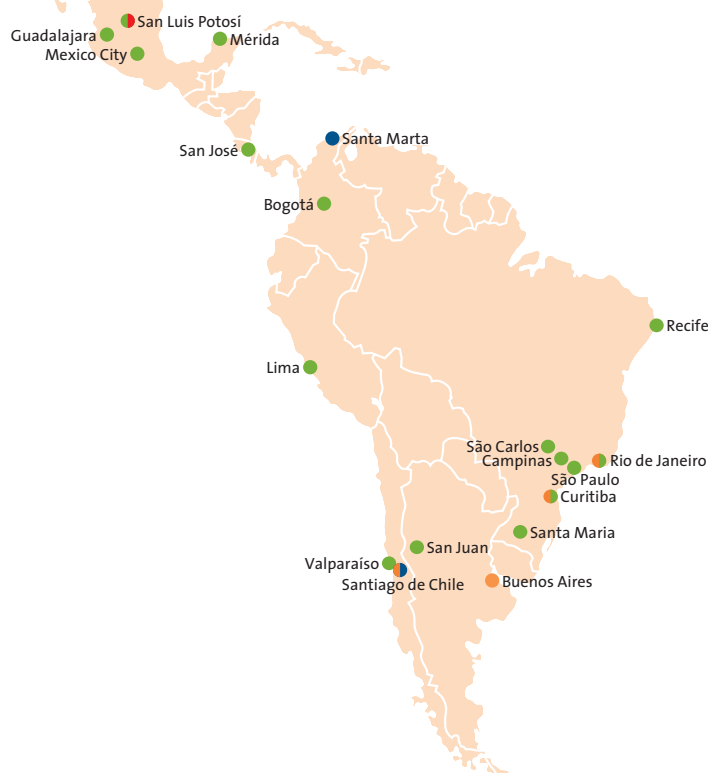 San Luis Potosí
Guadalajara
Mérida
Mexico City
Santa Marta
San José
Bogotá
Recife
Lima
São Carlos
Campinas
Rio de Janeiro
São Paulo
Curitiba
Santa Maria
San Juan
Valparaíso
Santiago de Chile
Buenos Aires